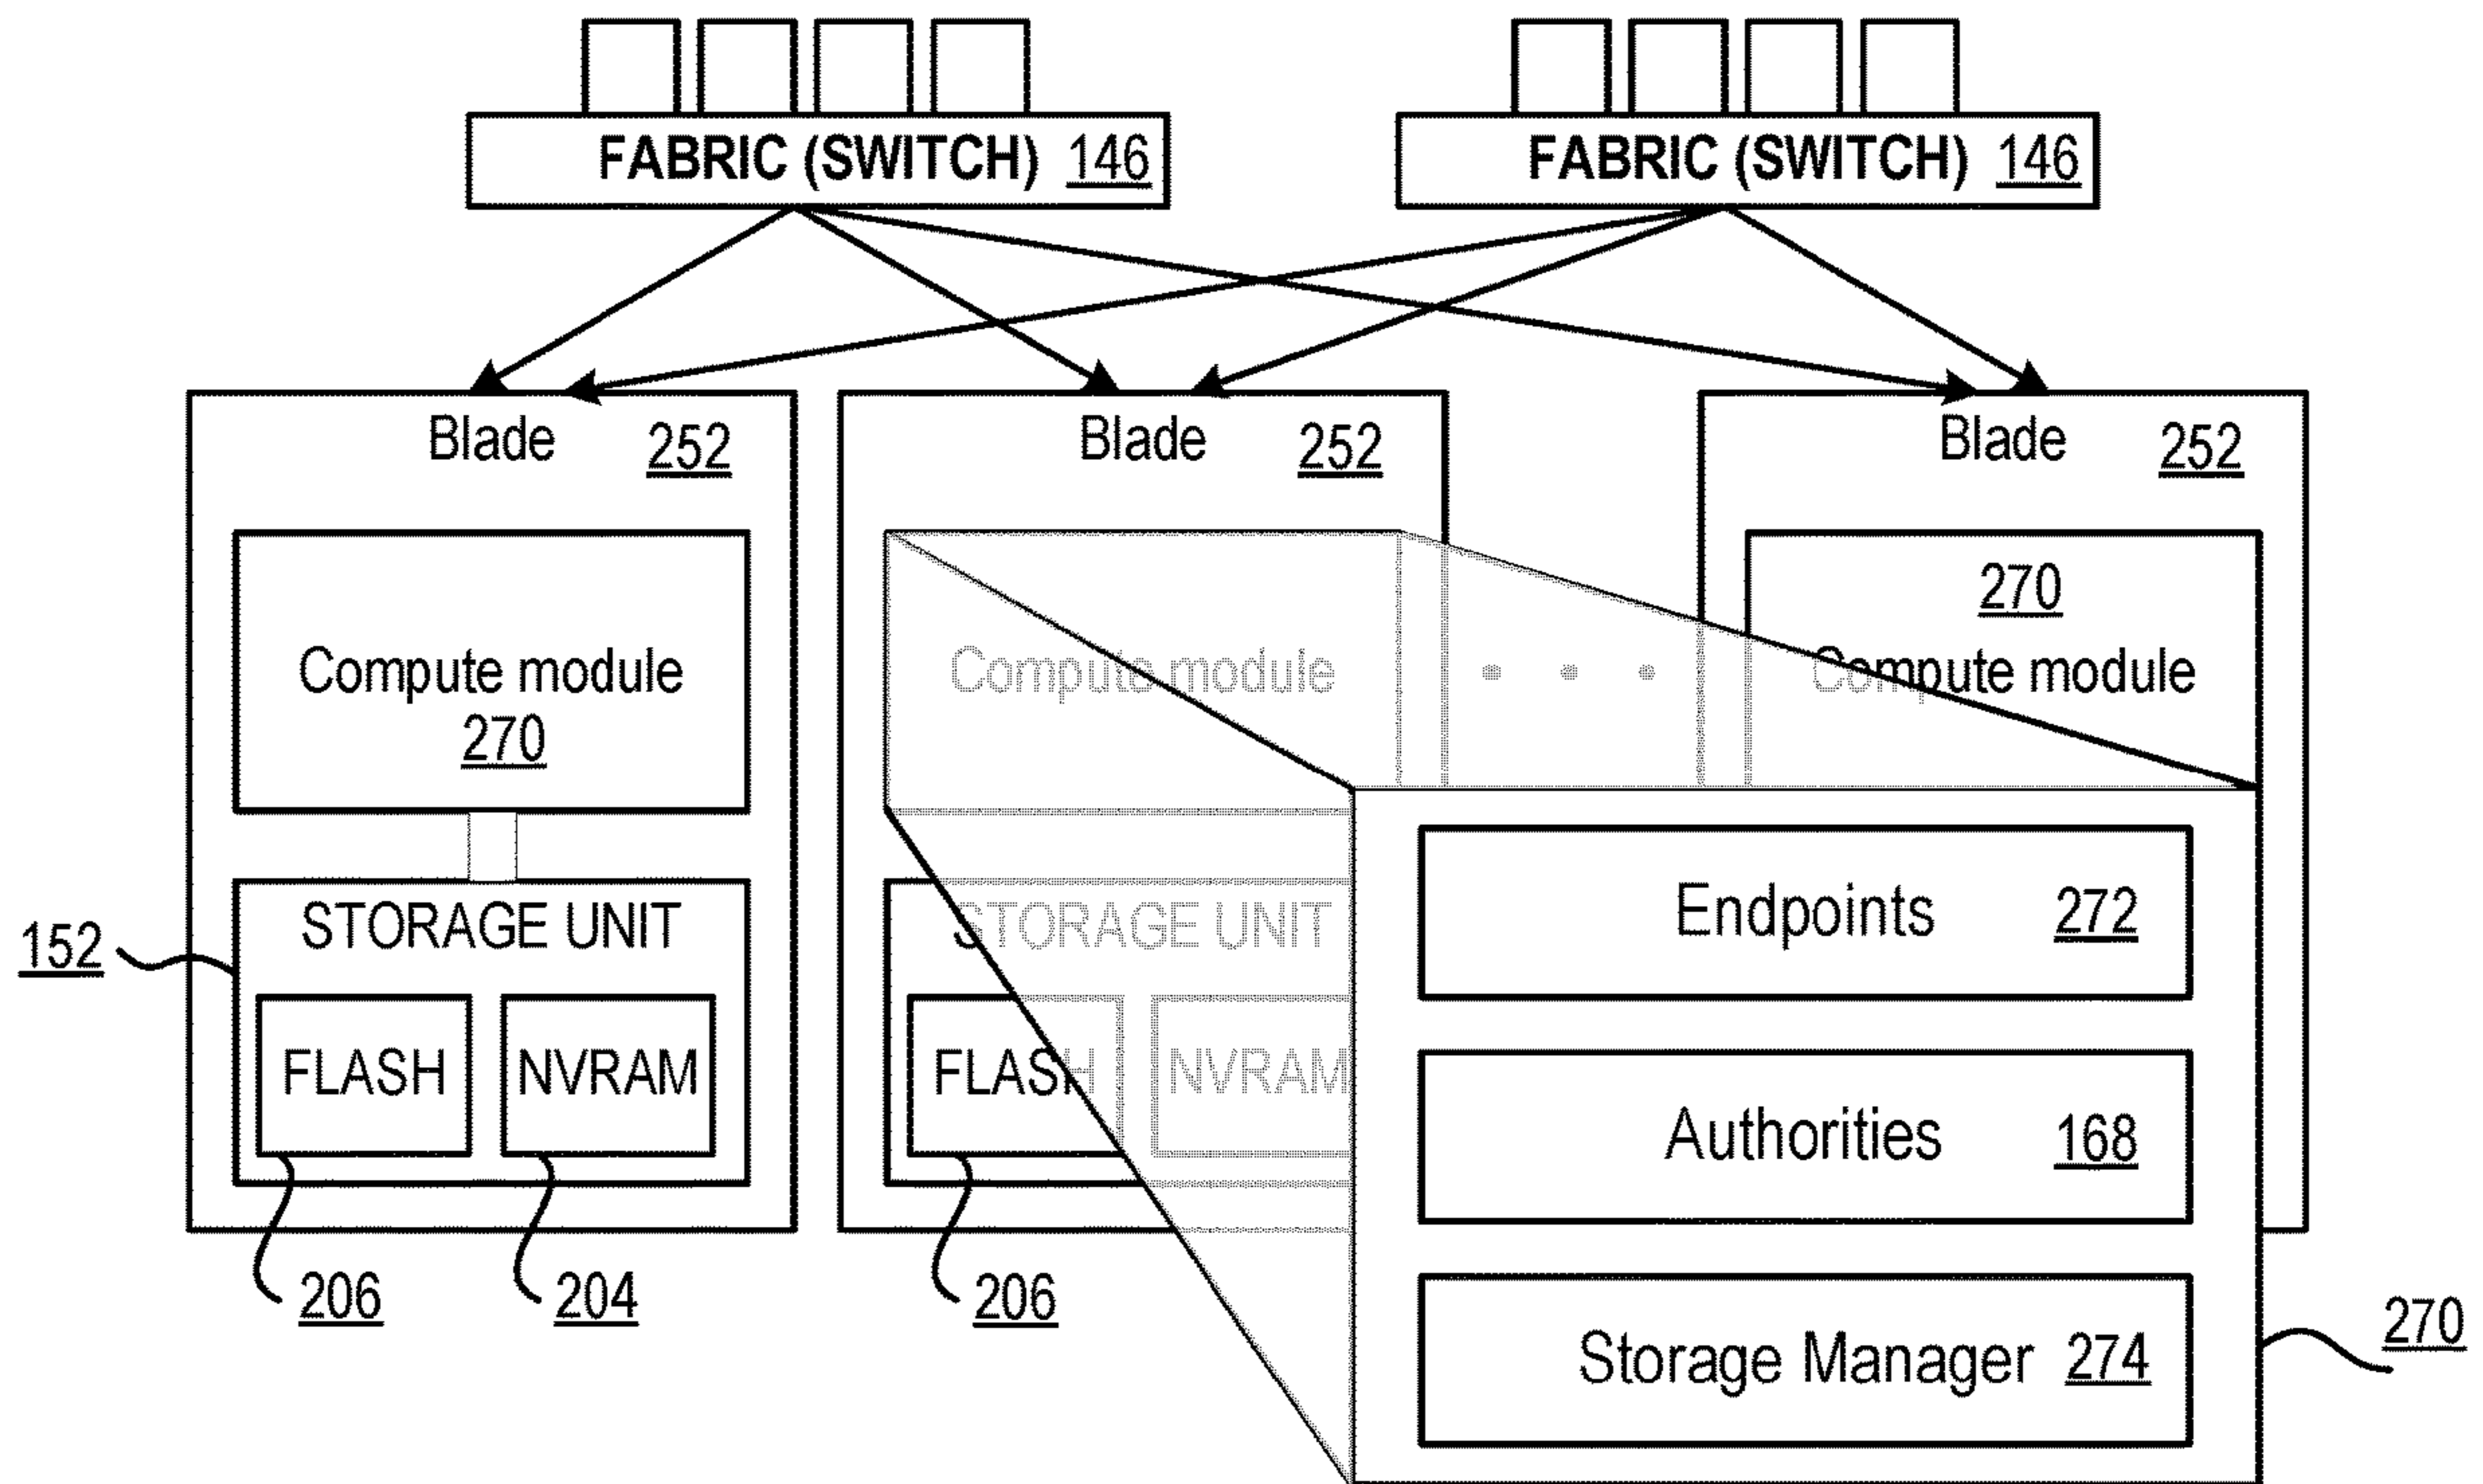 FABRIC (SWITCH) 146
FABRIC (SWITCH) 146
Blade 252
Blade 252
Blade 252
270
Compute module
270
Compute module
Compute module
STORAGE UNIT
STORAGE UNIT
152
FLASH
NVRAM
FLASH
NVRAM
206
204
206
Endpoints 272
Authorities 168
Storage Manager 274
270